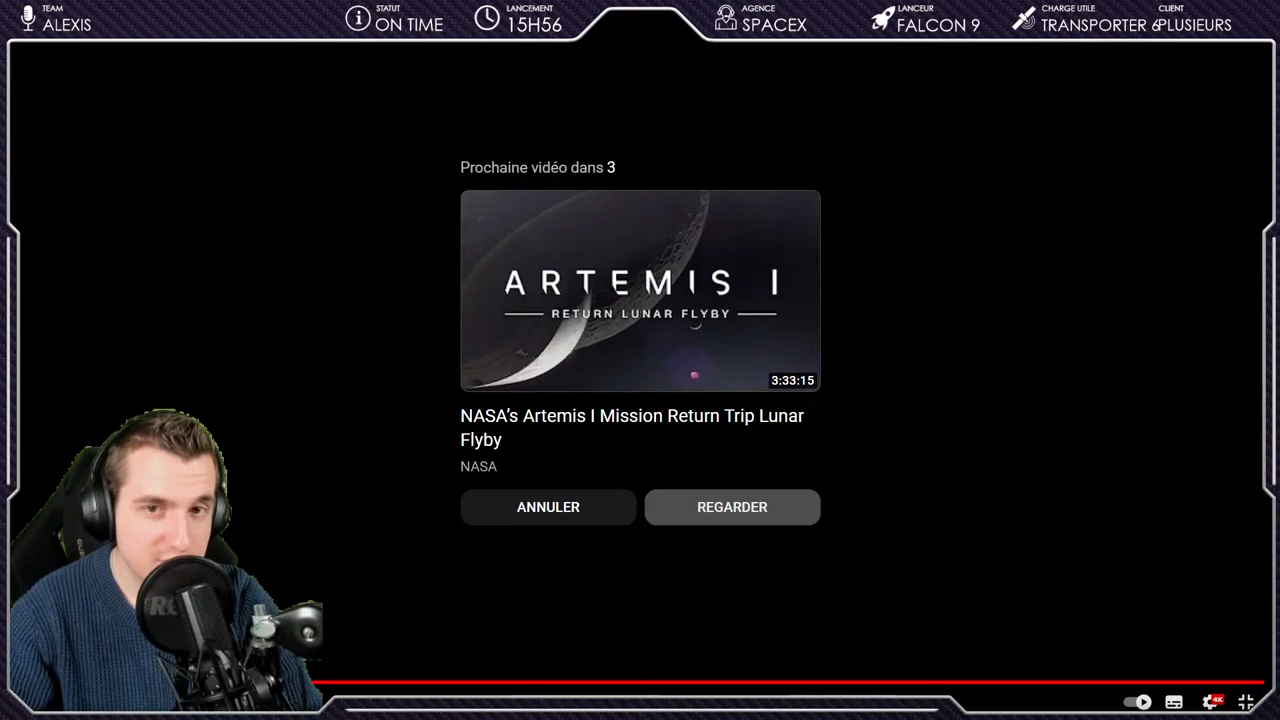 TEAM
ALEXIS
STATUT
ON TIME
LANCEMENT
15H56
AGENCE
SPACEX
LANCEUR
FALCON 9
CHARGE UTILE
TRANSPORTER 6
CLIENT
PLUSIEURS
Prochaine vidéo dans 3
ARTEMIS I
RETURN LUNAR FLYBY
3:33:15
NASA’s Artemis I Mission Return Trip Lunar
Flyby
NASA
ANNULER
REGARDER
4K